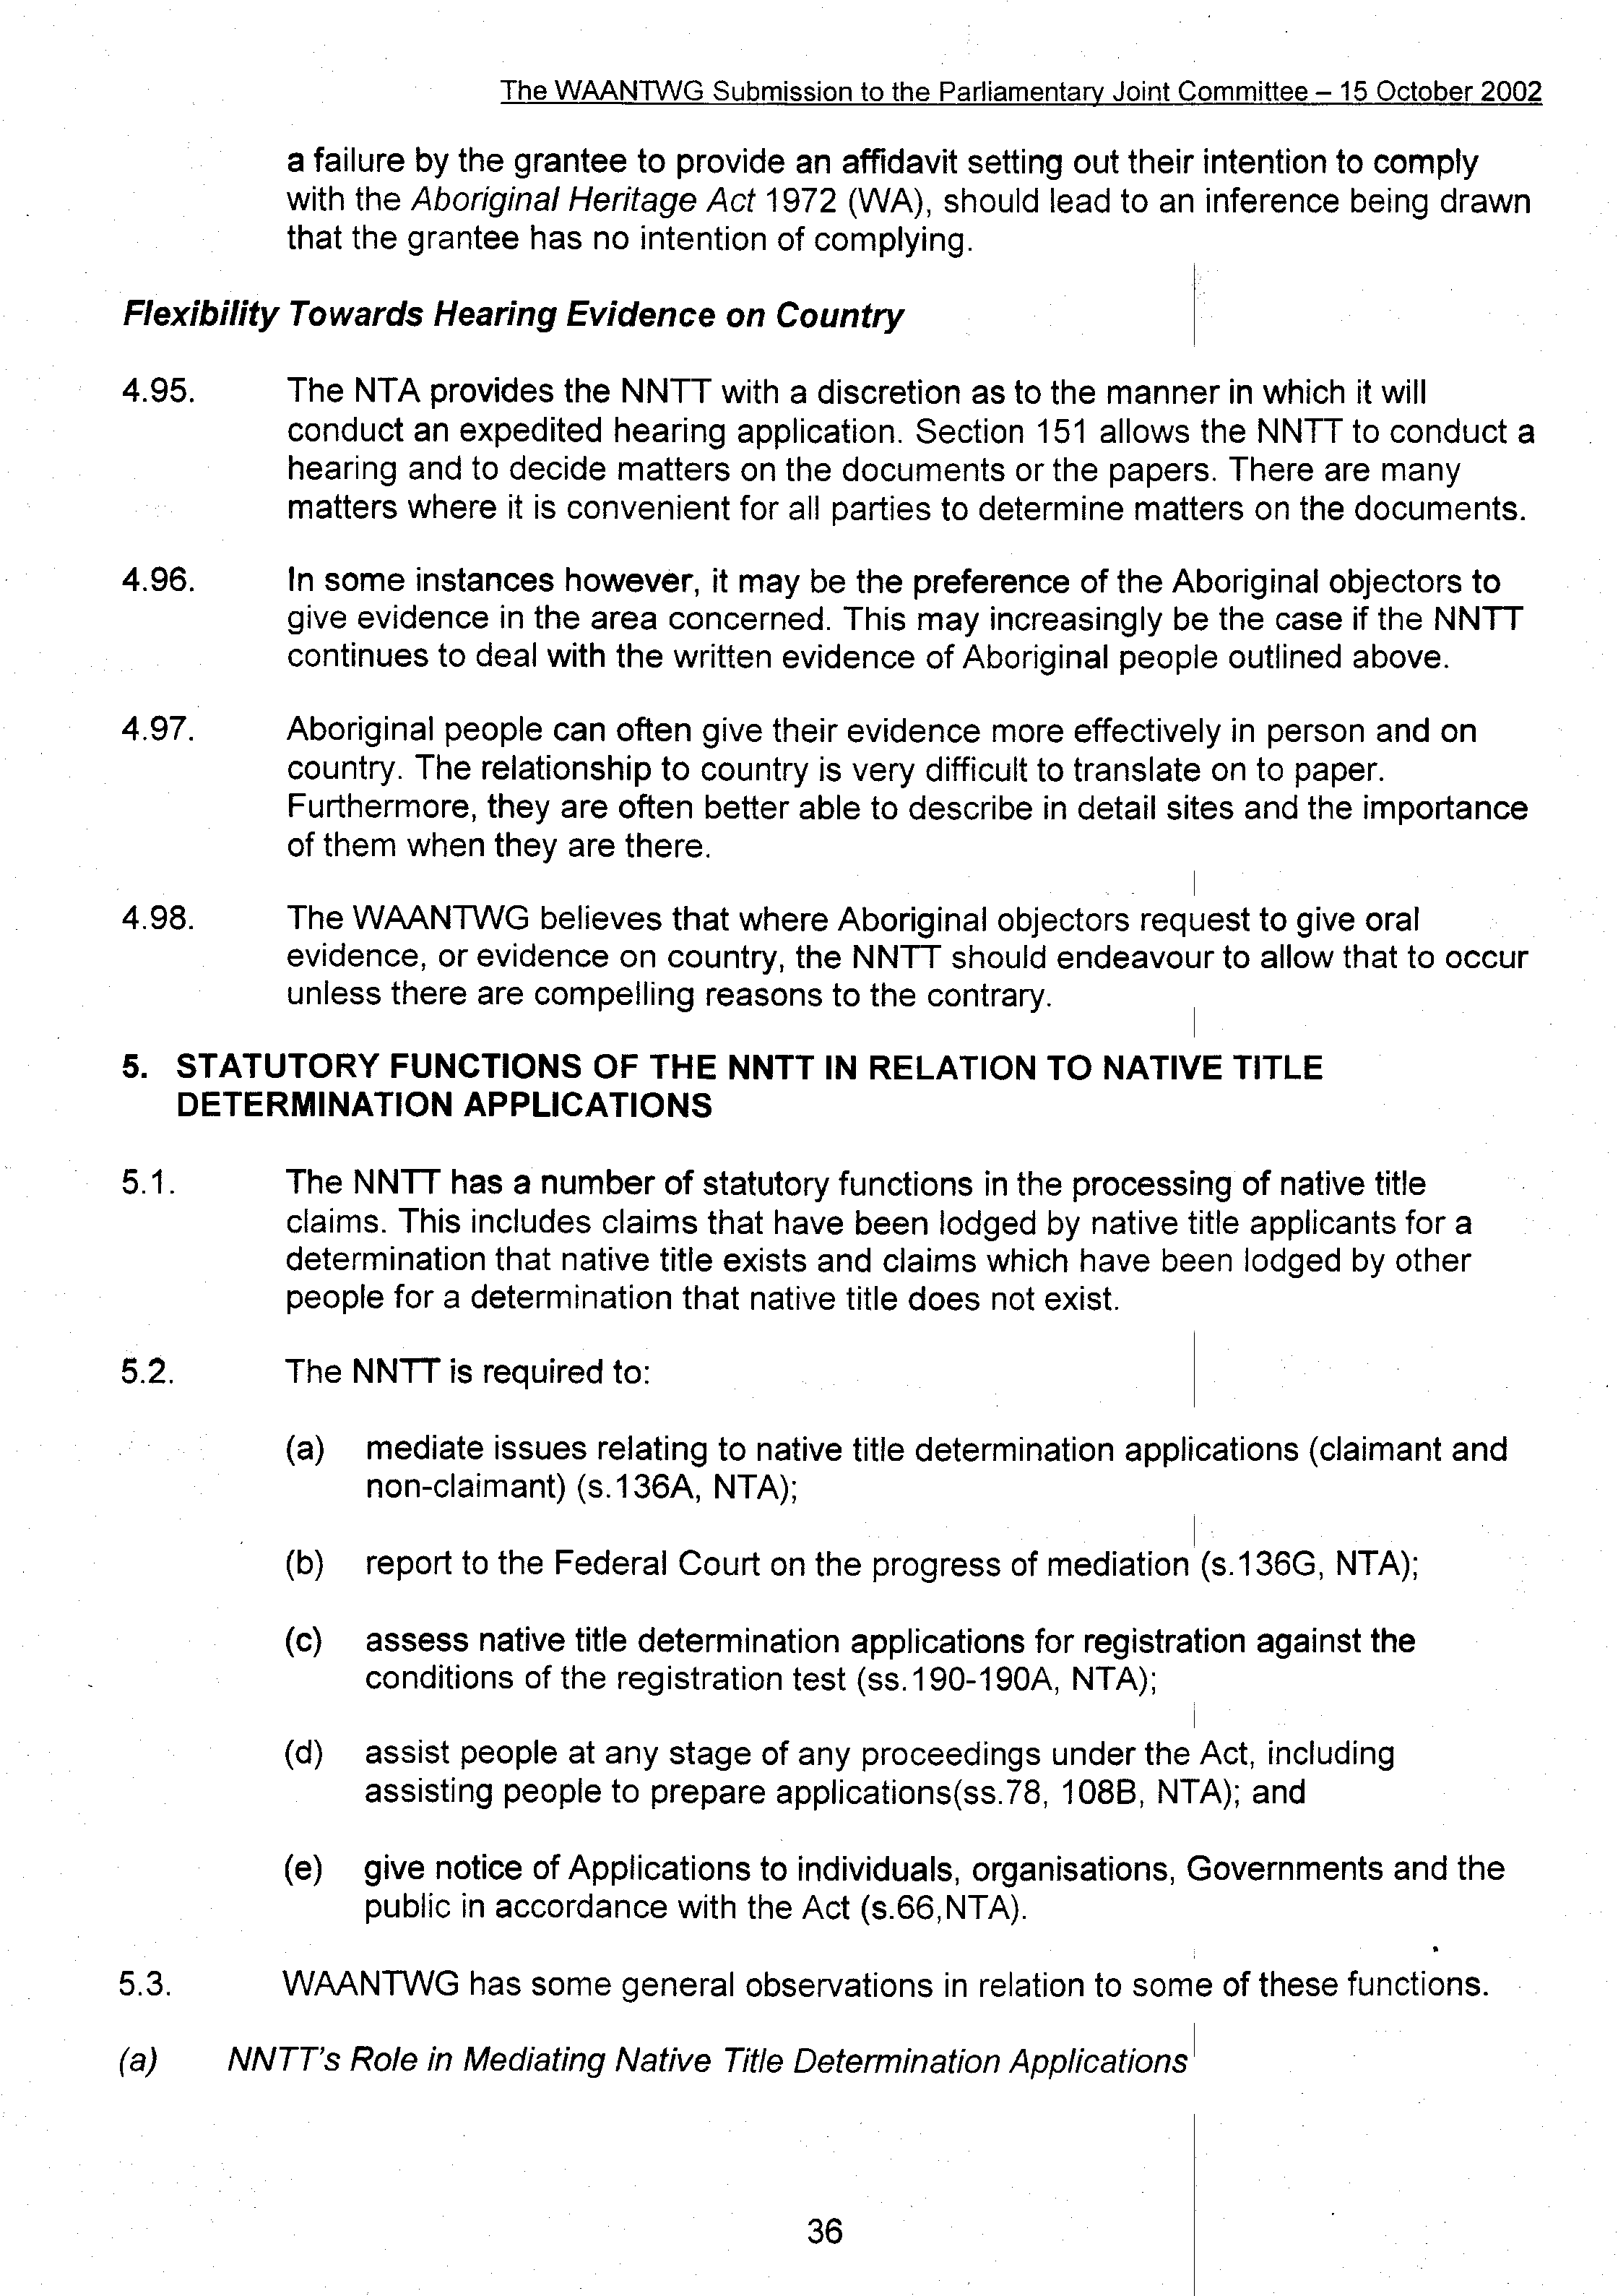 The WAANTWG Submission to the Parliamentary Joint Committee – 15 October 2002
a failure by the grantee to provide an affidavit setting out their intention to comply
with the Aboriginal Heritage Act 1972 (WA), should lead to an inference being drawn
that the grantee has no intention of complying.
Flexibility Towards Hearing Evidence on Country
4.95. The NTA provides the NNTT with a discretion as to the manner in which it will
conduct an expedited hearing application. Section 151 allows the NNTT to conduct a
hearing and to decide matters on the documents or the papers. There are many
matters where it is convenient for all parties to determine matters on the documents.
4.96. In some instances however, it may be the preference of the Aboriginal objectors to
give evidence in the area concerned. This may increasingly be the case if the NNTT
continues to deal with the written evidence of Aboriginal people outlined above.
4.97. Aboriginal people can often give their evidence more effectively in person and on
country. The relationship to country is very difficult to translate on to paper.
Furthermore, they are often better able to describe in detail sites and the importance
of them when they are there.
4.98. The WAANTWG believes that where Aboriginal objectors request to give oral
evidence, or evidence on country, the NNTT should endeavour to allow that to occur
unless there are compelling reasons to the contrary.
5. STATUTORY FUNCTIONS OF THE NNTT IN RELATION TO NATIVE TITLE
DETERMINATION APPLICATIONS
5.1. The NNTT has a number of statutory functions in the processing of native title
claims. This includes claims that have been lodged by native title applicants for a
determination that native title exists and claims which have been lodged by other
people for a determination that native title does not exist.
5.2. The NNTT is required to:
(a) mediate issues relating to native title determination applications (claimant and
non-claimant) (s.136A, NTA);
(b) report to the Federal Court on the progress of mediation (s.136G, NTA);
(c) assess native title determination applications for registration against the
conditions of the registration test (ss.190-190A, NTA);
(d) assist people at any stage of any proceedings under the Act, including
assisting people to prepare applications(ss.78, 108B, NTA); and
(e) give notice of Applications to individuals, organisations, Governments and the
public in accordance with the Act (s.66,NTA).
5.3. WAANTWG has some general observations in relation to some of these functions.
(a) NNTT's Role in Mediating Native Title Determination Applications
36